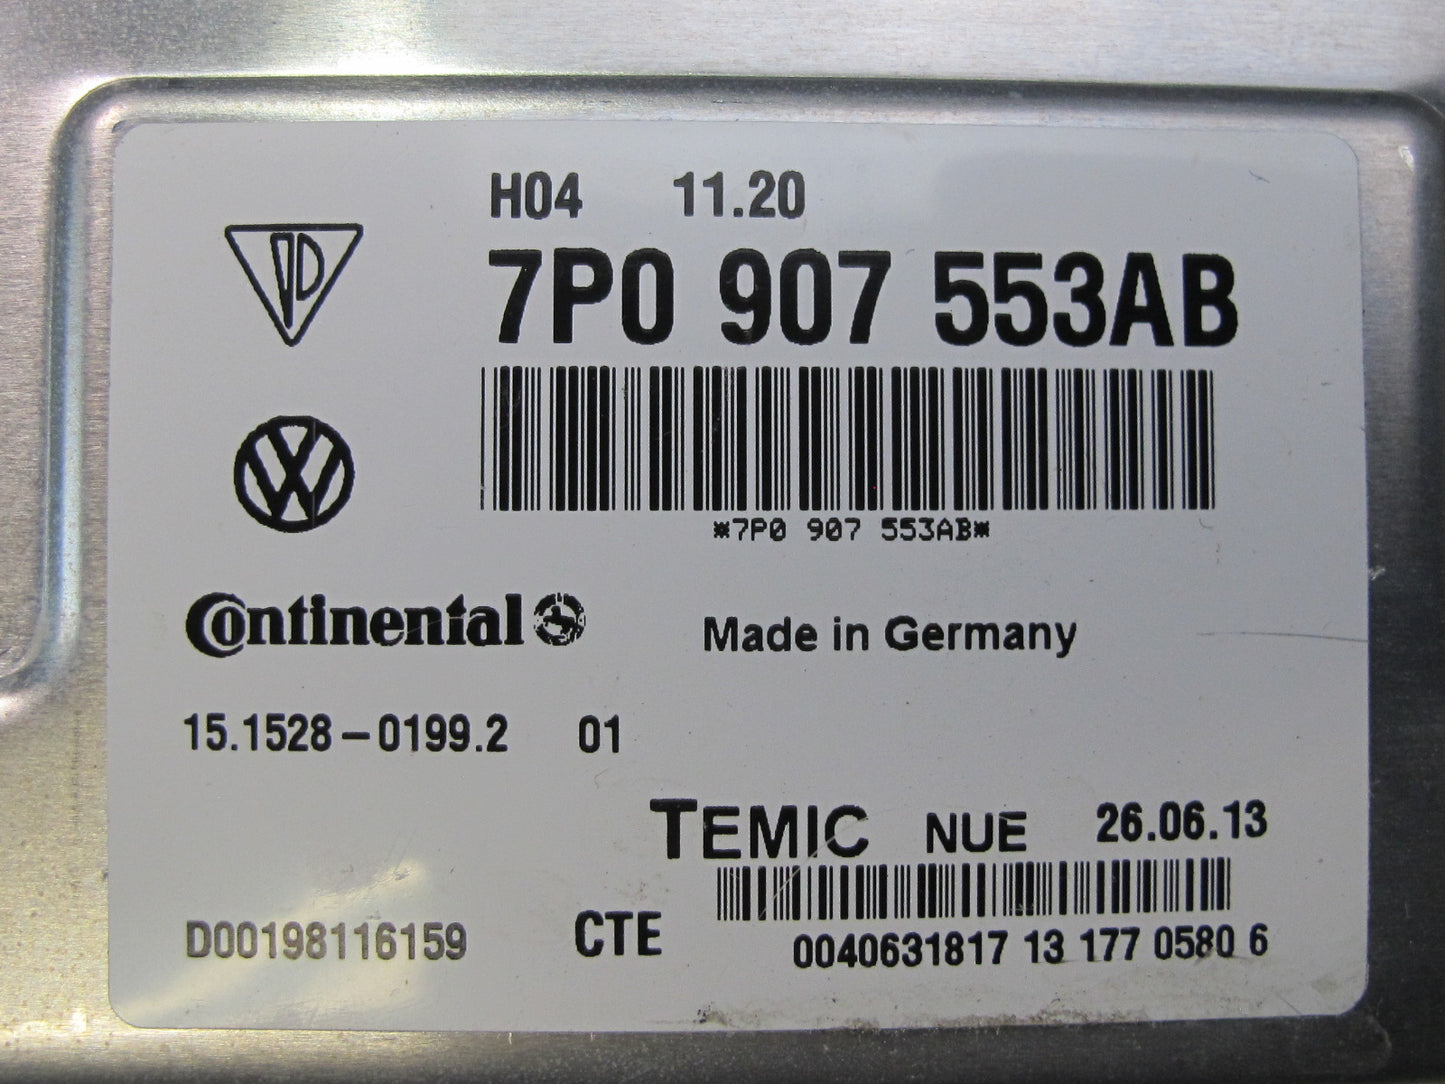 H04 11.20
7P0 907 553AB
*7P0 907 553AB*
Continental
Made in Germany
15.1528-0199.2 01
TEMIC NUE 26.06.13
D00198116159 CTE
0040631817 13 177 0580 6